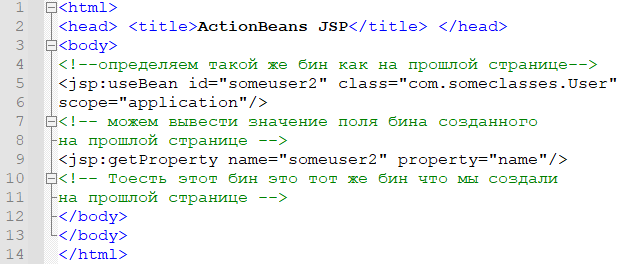 1 <html>
2 <head> <title>ActionBeans JSP</title> </head>
3 <body>
4 <!--определяем такой же бин как на прошлой странице-->
5 <jsp:useBean id="someuser2" class="com.someclasses.User"
6 scope="application"/>
7 <!-- можем вывести значение поля бина созданного
8 на прошлой странице -->
9 <jsp:getProperty name="someuser2" property="name"/>
10 <!-- Тоесть этот бин это тот же бин что мы создали
11 на прошлой странице -->
12 </body>
13 </body>
14 </html>